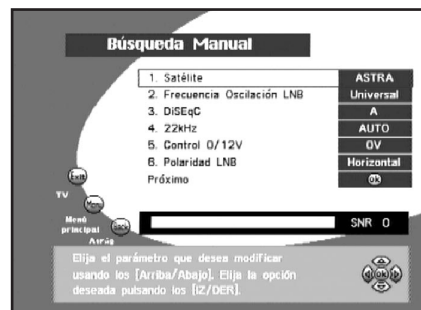 Búsqueda Manual
1. Satélite ASTRA
2. Frecuencia Oscilación LNB Universal
3. DiSEqC A
4. 22kHz AUTO
5. Control 0/12V 0V
6. Polaridad LNB Horizontal
Próximo ok
Exit
TV
Menu
Menú
principal
Back
Atrás
SNR 0
Elija el parámetro que desea modificar
usando los [Arriba/Abajo]. Elija la opción
deseada pulsando los [IZ/DER].
ok